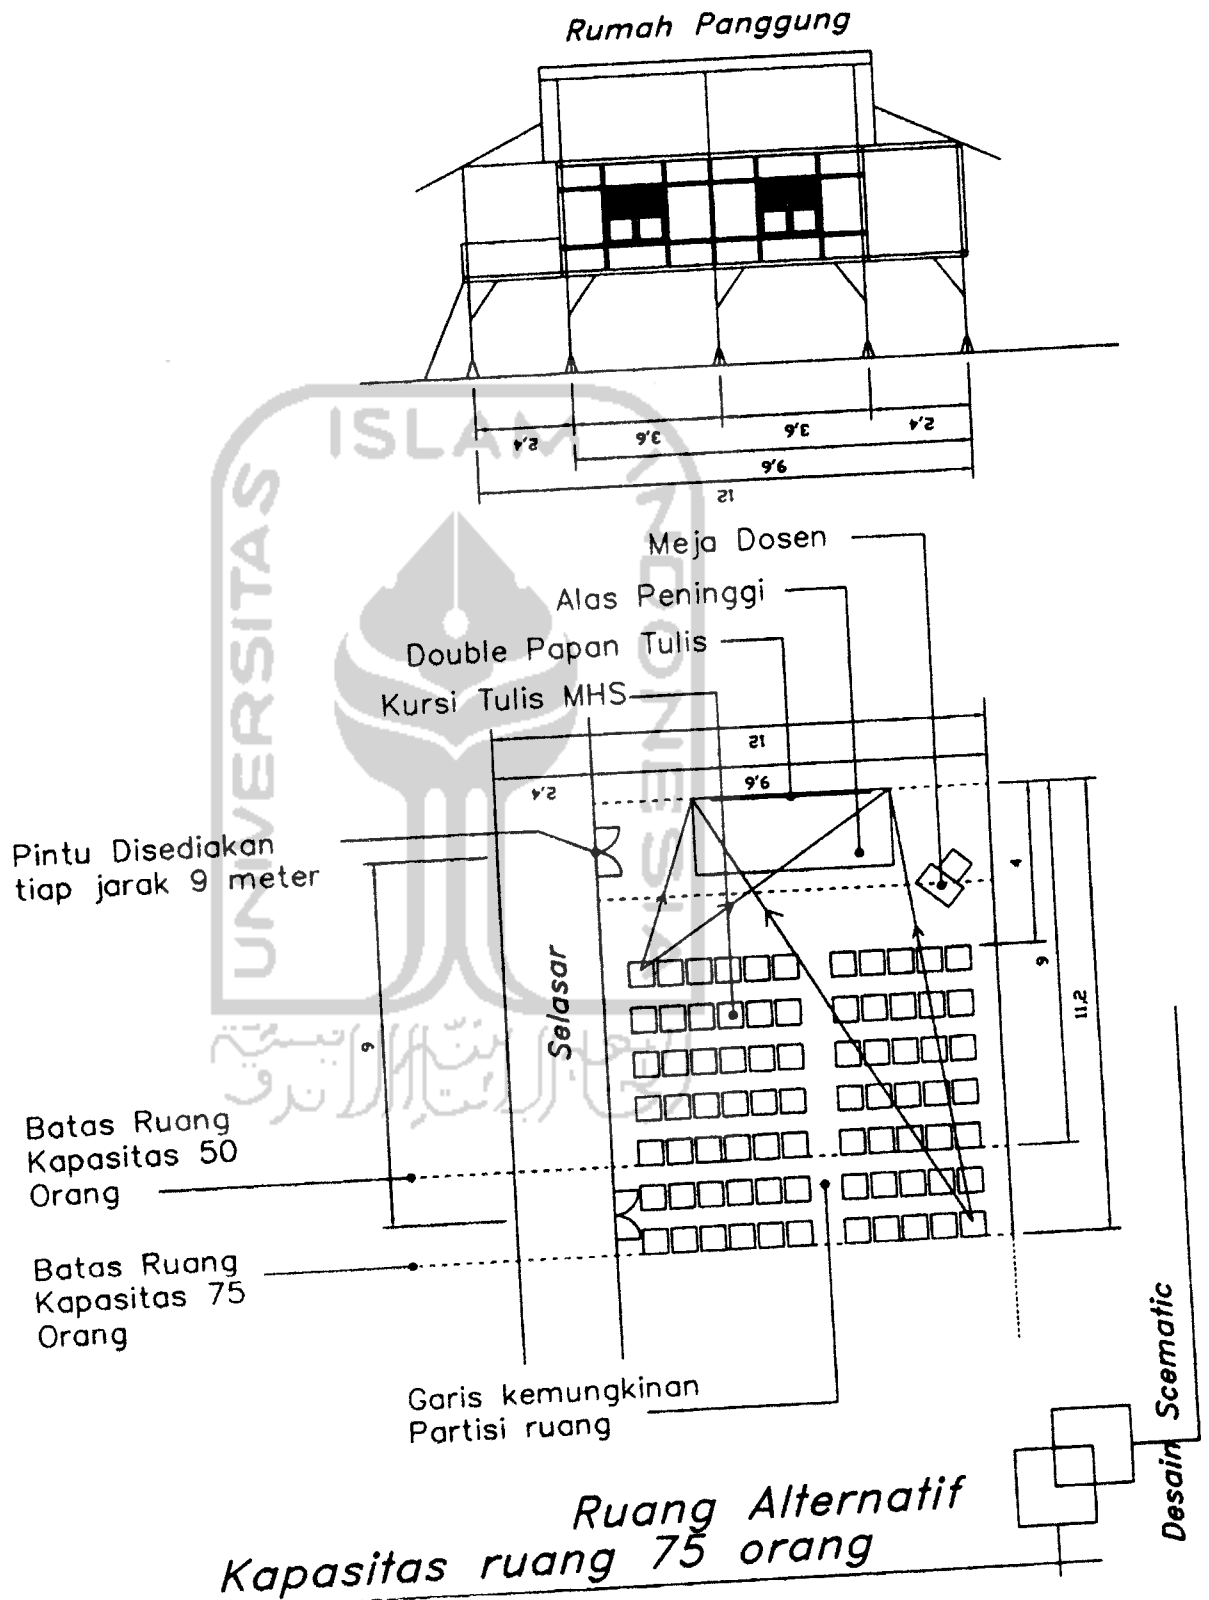 Rumah Panggung
2,4
3,6
3,6
2,4
9,6
12
Meja Dosen
Alas Peninggi
Double Papan Tulis
Kursi Tulis MHS
12
2,4
9,6
Pintu Disediakan
tiap jarak 9 meter
4
9
11,2
9
Selasar
Batas Ruang
Kapasitas 50
Orang
Batas Ruang
Kapasitas 75
Orang
Garis kemungkinan
Partisi ruang
Desain Scematic
Ruang Alternatif
Kapasitas ruang 75 orang
UNIVERSITAS
ISLAM
INDONESIA